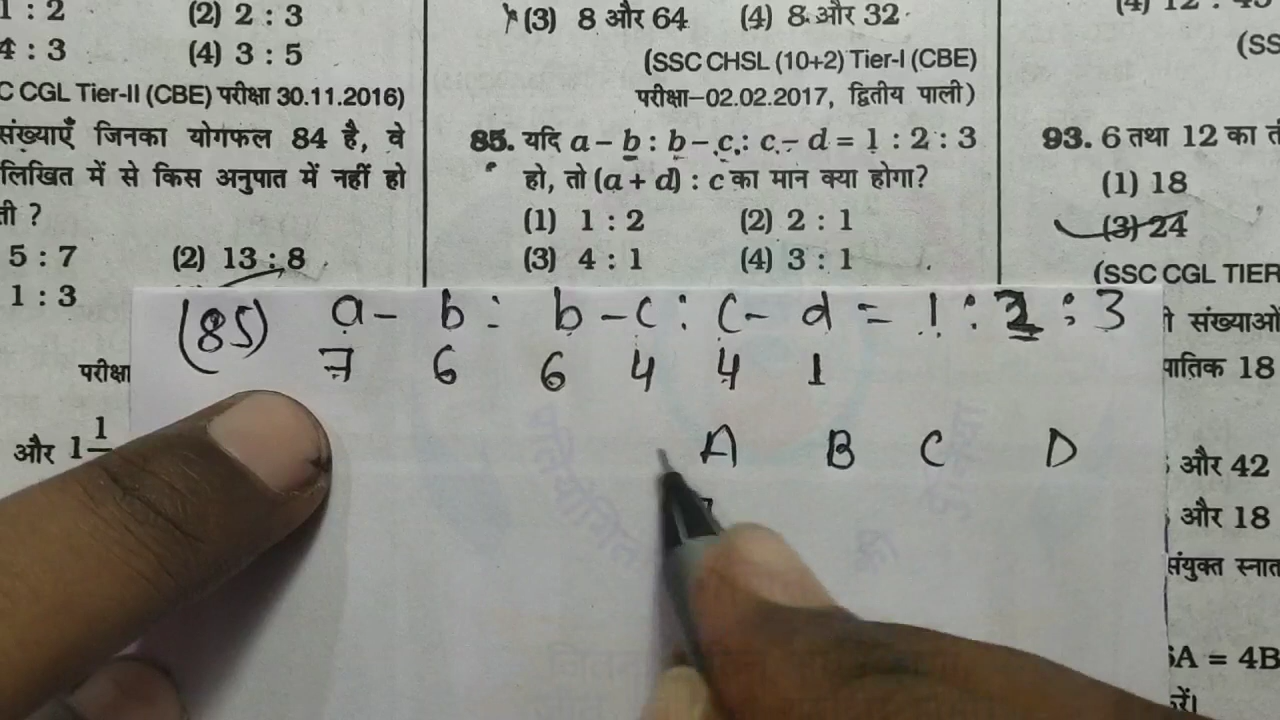 1 : 2
(2) 2 : 3
4 : 3
(4) 3 : 5
C CGL Tier-II (CBE) परीक्षा 30.11.2016)
संख्याएँ जिनका योगफल 84 है, वे
लिखित में से किस अनुपात में नहीं हो
ती ?
5 : 7
(2) 13 : 8
1 : 3
परीक्षा
और 1 1
(3) 8 और 64 (4) 8 और 32
(SSC CHSL (10+2) Tier-I (CBE)
परीक्षा-02.02.2017, द्वितीय पाली)
85. यदि a - b : b - c : c - d = 1 : 2 : 3
हो, तो (a + d) : c का मान क्या होगा?
(1) 1 : 2 (2) 2 : 1
(3) 4 : 1 (4) 3 : 1
(85) a - b : b - c : c - d = 1 : 2 : 3
7 6 6 4 4 1
A B C D
(SS
93. 6 तथा 12 का
(1) 18
(3) 24
(SSC CGL TIER
संख्याओ
पातिक 18
और 42
और 18
संयुक्त स्नात
A = 4B